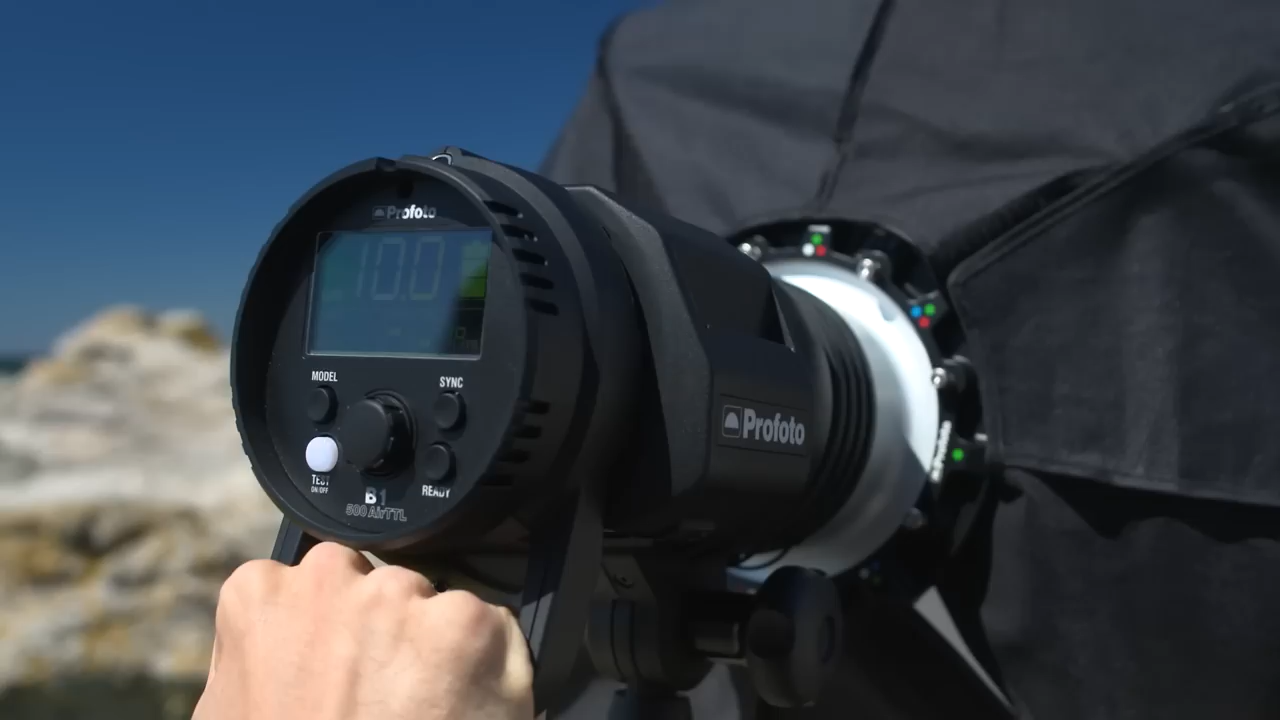 Profoto
10.0
MODEL
SYNC
TEST
ON/OFF
READY
B1
500 AirTTL
Profoto